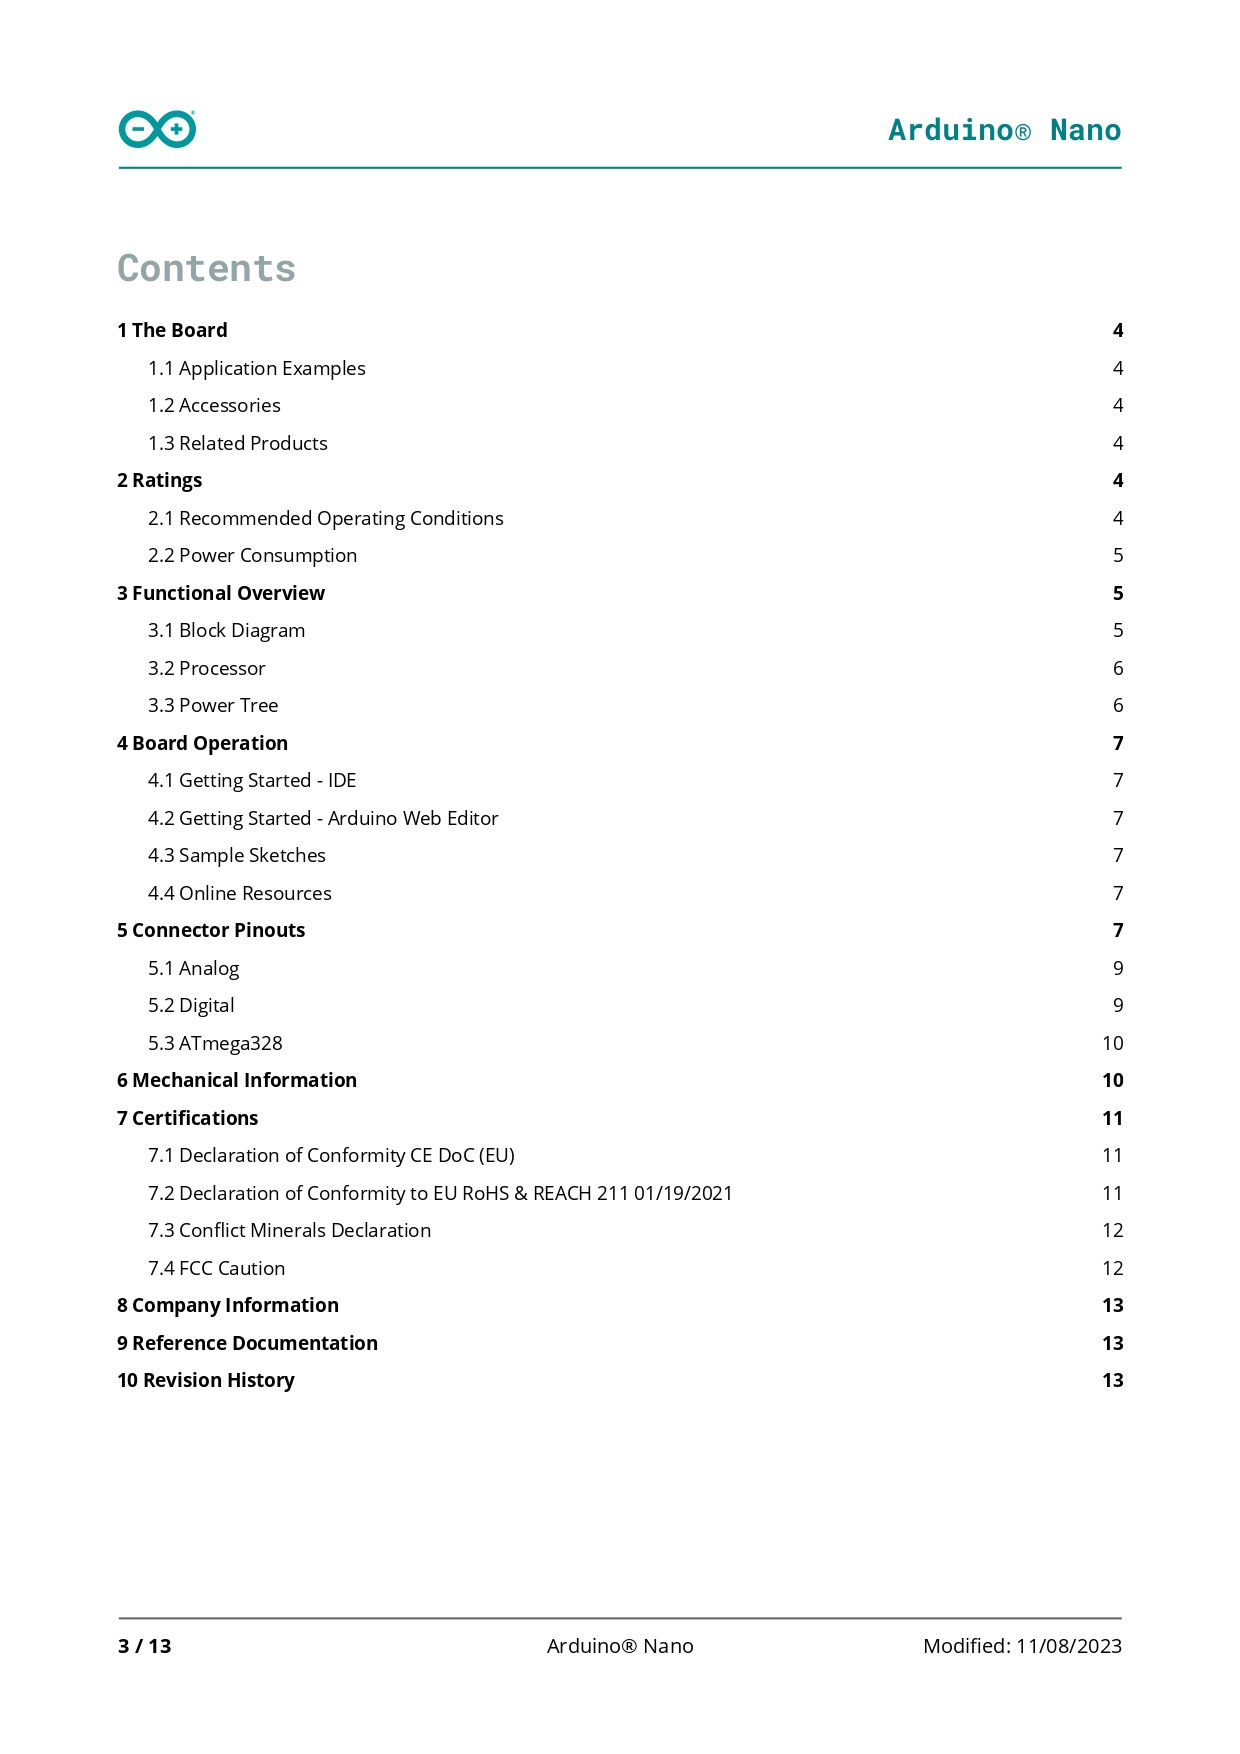 Arduino® Nano
Contents
1 The Board 4
1.1 Application Examples 4
1.2 Accessories 4
1.3 Related Products 4
2 Ratings 4
2.1 Recommended Operating Conditions 4
2.2 Power Consumption 5
3 Functional Overview 5
3.1 Block Diagram 5
3.2 Processor 6
3.3 Power Tree 6
4 Board Operation 7
4.1 Getting Started - IDE 7
4.2 Getting Started - Arduino Web Editor 7
4.3 Sample Sketches 7
4.4 Online Resources 7
5 Connector Pinouts 7
5.1 Analog 9
5.2 Digital 9
5.3 ATmega328 10
6 Mechanical Information 10
7 Certifications 11
7.1 Declaration of Conformity CE DoC (EU) 11
7.2 Declaration of Conformity to EU RoHS & REACH 211 01/19/2021 11
7.3 Conflict Minerals Declaration 12
7.4 FCC Caution 12
8 Company Information 13
9 Reference Documentation 13
10 Revision History 13
3 / 13 Arduino® Nano Modified: 11/08/2023